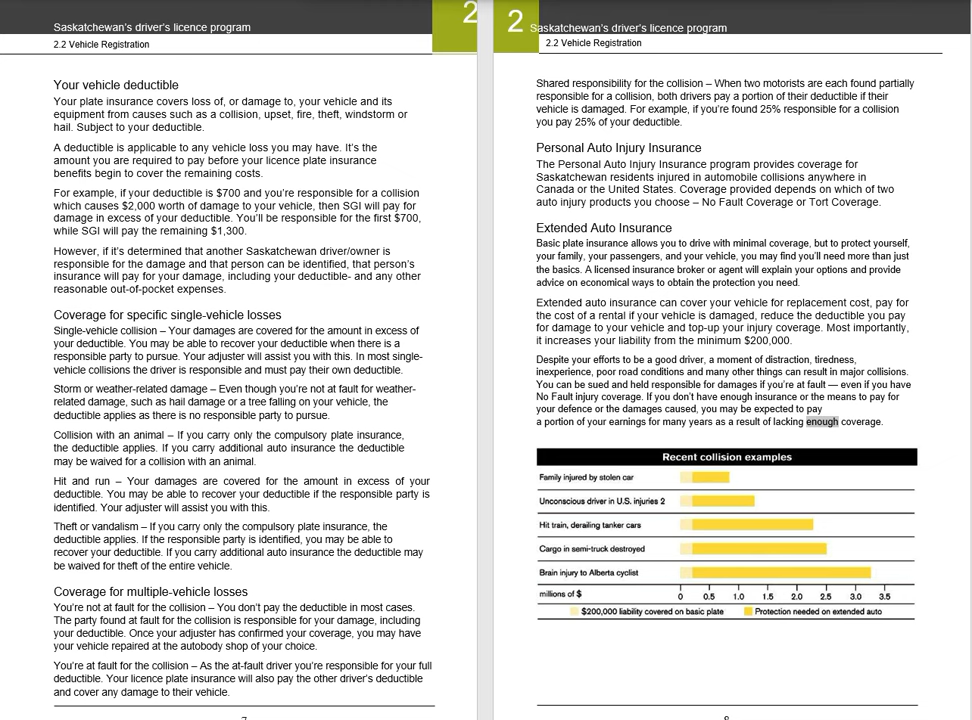 Saskatchewan's driver's licence program
2
2.2 Vehicle Registration
Your vehicle deductible
Your plate insurance covers loss of, or damage to, your vehicle and its
equipment from causes such as a collision, upset, fire, theft, windstorm or
hail. Subject to your deductible.
A deductible is applicable to any vehicle loss you may have. It's the
amount you are required to pay before your licence plate insurance
benefits begin to cover the remaining costs.
For example, if your deductible is $700 and you're responsible for a collision
which causes $2,000 worth of damage to your vehicle, then SGI will pay for
damage in excess of your deductible. You'll be responsible for the first $700,
while SGI will pay the remaining $1,300.
However, if it's determined that another Saskatchewan driver/owner is
responsible for the damage and that person can be identified, that person's
insurance will pay for your damage, including your deductible- and any other
reasonable out-of-pocket expenses.
Coverage for specific single-vehicle losses
Single-vehicle collision – Your damages are covered for the amount in excess of
your deductible. You may be able to recover your deductible when there is a
responsible party to pursue. Your adjuster will assist you with this. In most single-
vehicle collisions the driver is responsible and must pay their own deductible.
Storm or weather-related damage – Even though you're not at fault for weather-
related damage, such as hail damage or a tree falling on your vehicle, the
deductible applies as there is no responsible party to pursue.
Collision with an animal – If you carry only the compulsory plate insurance,
the deductible applies. If you carry additional auto insurance the deductible
may be waived for a collision with an animal.
Hit and run – Your damages are covered for the amount in excess of your
deductible. You may be able to recover your deductible if the responsible party is
identified. Your adjuster will assist you with this.
Theft or vandalism – If you carry only the compulsory plate insurance, the
deductible applies. If the responsible party is identified, you may be able to
recover your deductible. If you carry additional auto insurance the deductible may
be waived for theft of the entire vehicle.
Coverage for multiple-vehicle losses
You're not at fault for the collision – You don't pay the deductible in most cases.
The party found at fault for the collision is responsible for your damage, including
your deductible. Once your adjuster has confirmed your coverage, you may have
your vehicle repaired at the autobody shop of your choice.
You're at fault for the collision – As the at-fault driver you're responsible for your full
deductible. Your licence plate insurance will also pay the other driver's deductible
and cover any damage to their vehicle.
2 Saskatchewan's driver's licence program
2.2 Vehicle Registration
Shared responsibility for the collision – When two motorists are each found partially
responsible for a collision, both drivers pay a portion of their deductible if their
vehicle is damaged. For example, if you're found 25% responsible for a collision
you pay 25% of your deductible.
Personal Auto Injury Insurance
The Personal Auto Injury Insurance program provides coverage for
Saskatchewan residents injured in automobile collisions anywhere in
Canada or the United States. Coverage provided depends on which of two
auto injury products you choose – No Fault Coverage or Tort Coverage.
Extended Auto Insurance
Basic plate insurance allows you to drive with minimal coverage, but to protect yourself,
your family, your passengers, and your vehicle, you may find you'll need more than just
the basics. A licensed insurance broker or agent will explain your options and provide
advice on economical ways to obtain the protection you need.
Extended auto insurance can cover your vehicle for replacement cost, pay for
the cost of a rental if your vehicle is damaged, reduce the deductible you pay
for damage to your vehicle and top-up your injury coverage. Most importantly,
it increases your liability from the minimum $200,000.
Despite your efforts to be a good driver, a moment of distraction, tiredness,
inexperience, poor road conditions and many other things can result in major collisions.
You can be sued and held responsible for damages if you're at fault — even if you have
No Fault injury coverage. If you don't have enough insurance or the means to pay for
your defence or the damages caused, you may be expected to pay
a portion of your earnings for many years as a result of lacking enough coverage.
Recent collision examples
Family injured by stolen car
Unconscious driver in U.S. injuries 2
Hit train, derailing tanker cars
Cargo in semi-truck destroyed
Brain injury to Alberta cyclist
millions of $ 0 0.5 1.0 1.5 2.0 2.5 3.0 3.5
$200,000 liability covered on basic plate Protection needed on extended auto